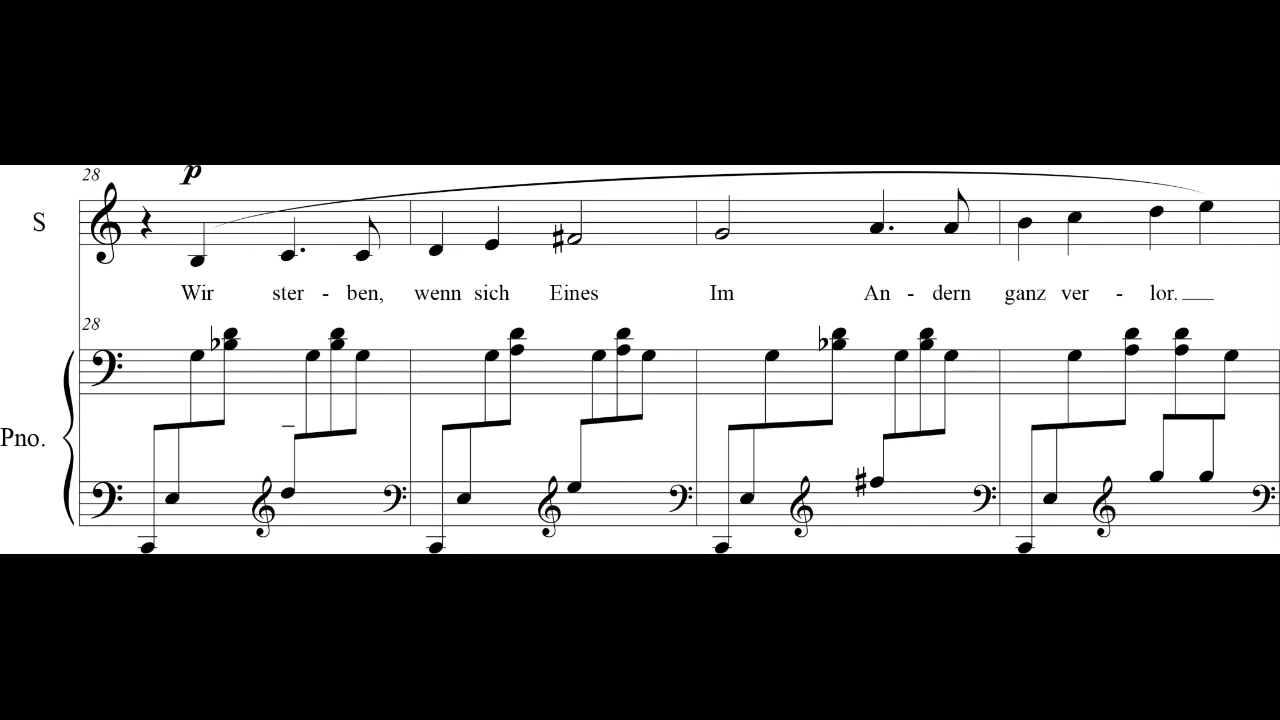 28
p
S
Wir ster - ben, wenn sich Eines Im An - dern ganz ver - lor.
28
Pno.